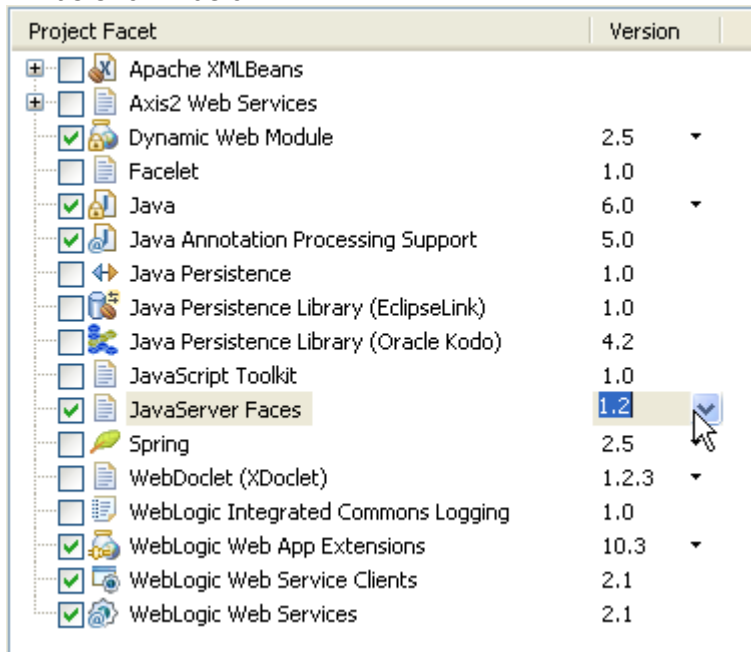 Project Facet Version
Apache XMLBeans
Axis2 Web Services
Dynamic Web Module 2.5
Facelet 1.0
Java 6.0
Java Annotation Processing Support 5.0
Java Persistence 1.0
Java Persistence Library (EclipseLink) 1.0
Java Persistence Library (Oracle Kodo) 4.2
JavaScript Toolkit 1.0
JavaServer Faces 1.2
Spring 2.5
WebDoclet (XDoclet) 1.2.3
WebLogic Integrated Commons Logging 1.0
WebLogic Web App Extensions 10.3
WebLogic Web Service Clients 2.1
WebLogic Web Services 2.1